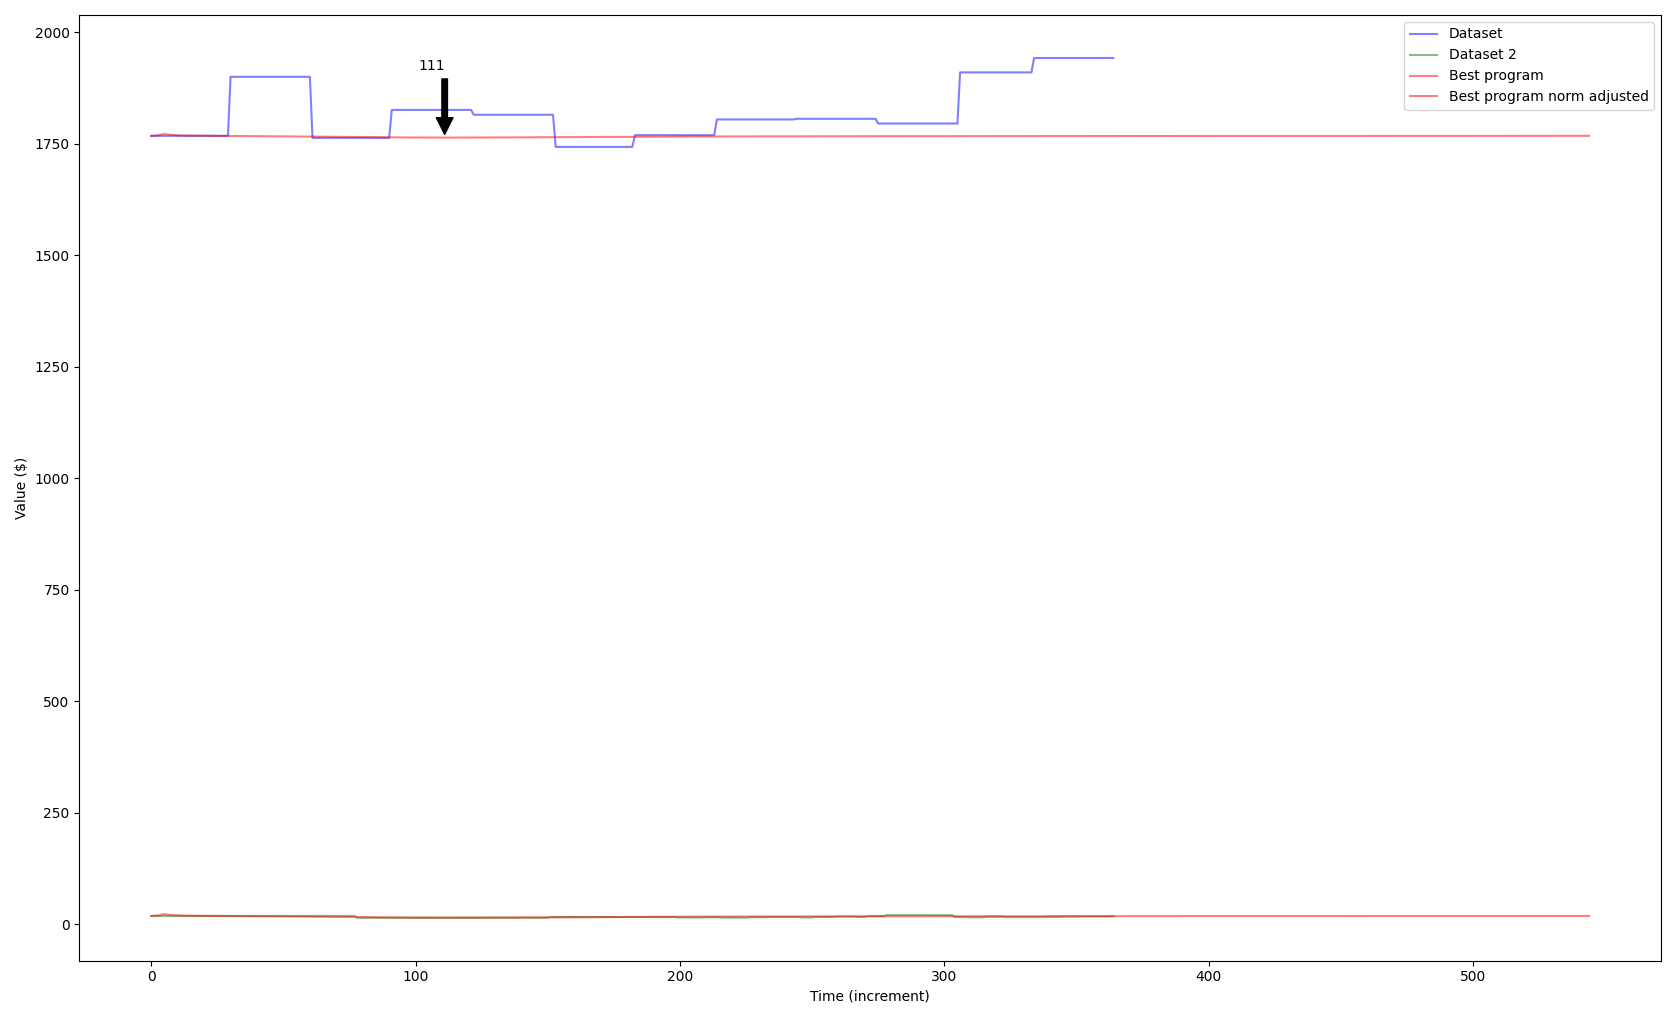 2000
1750
1500
1250
1000
750
500
250
0
Value ($)
111
Dataset
Dataset 2
Best program
Best program norm adjusted
0
100
200
300
400
500
Time (increment)